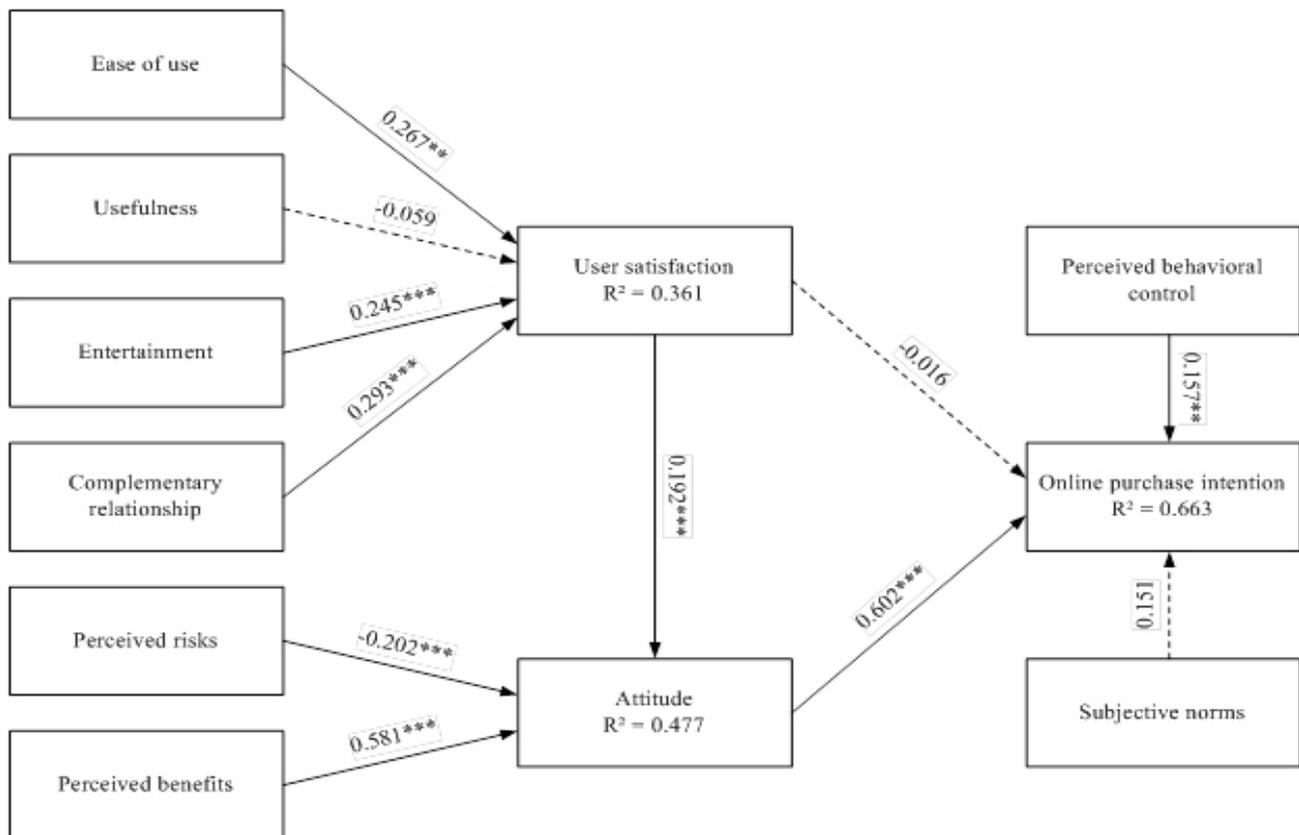 Ease of use
0.267**
Usefulness
-0.059
User satisfaction
R² = 0.361
Perceived behavioral
control
Entertainment
0.245***
-0.016
0.157**
0.293***
Complementary
relationship
0.192***
Online purchase intention
R² = 0.663
0.602***
0.151
Perceived risks
-0.202***
Attitude
R² = 0.477
Subjective norms
0.581***
Perceived benefits